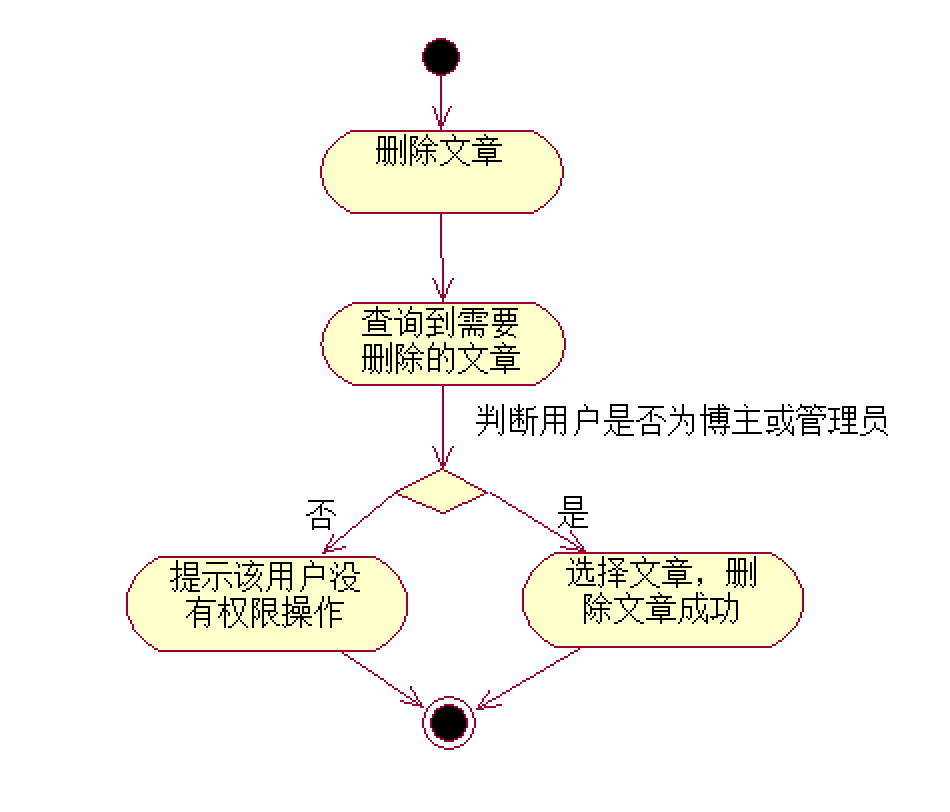 删除文章
查询到需要
删除的文章
判断用户是否为博主或管理员
否
是
提示该用户没
有权限操作
选择文章，删
除文章成功